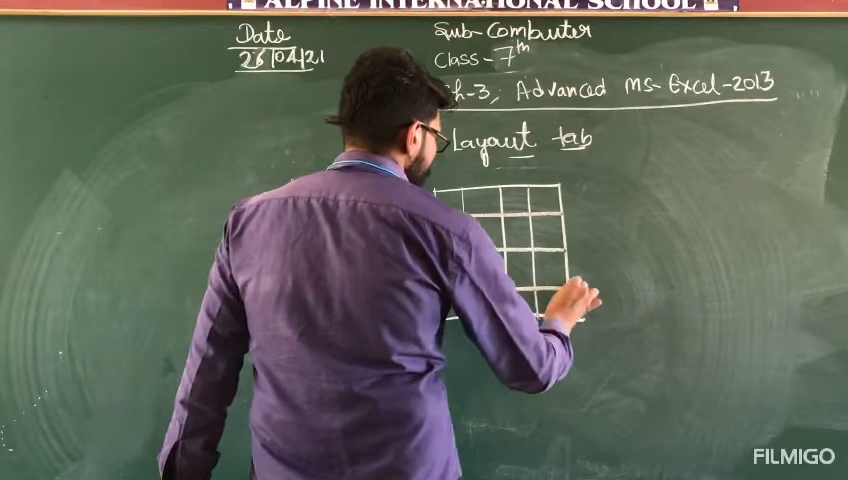 ALPINE INTERNATIONAL SCHOOL
Date
26/04/21
Sub-Computer
Class-7th
Ch-3, Advanced MS-Excel-2013
Layout tab
FILMIGO